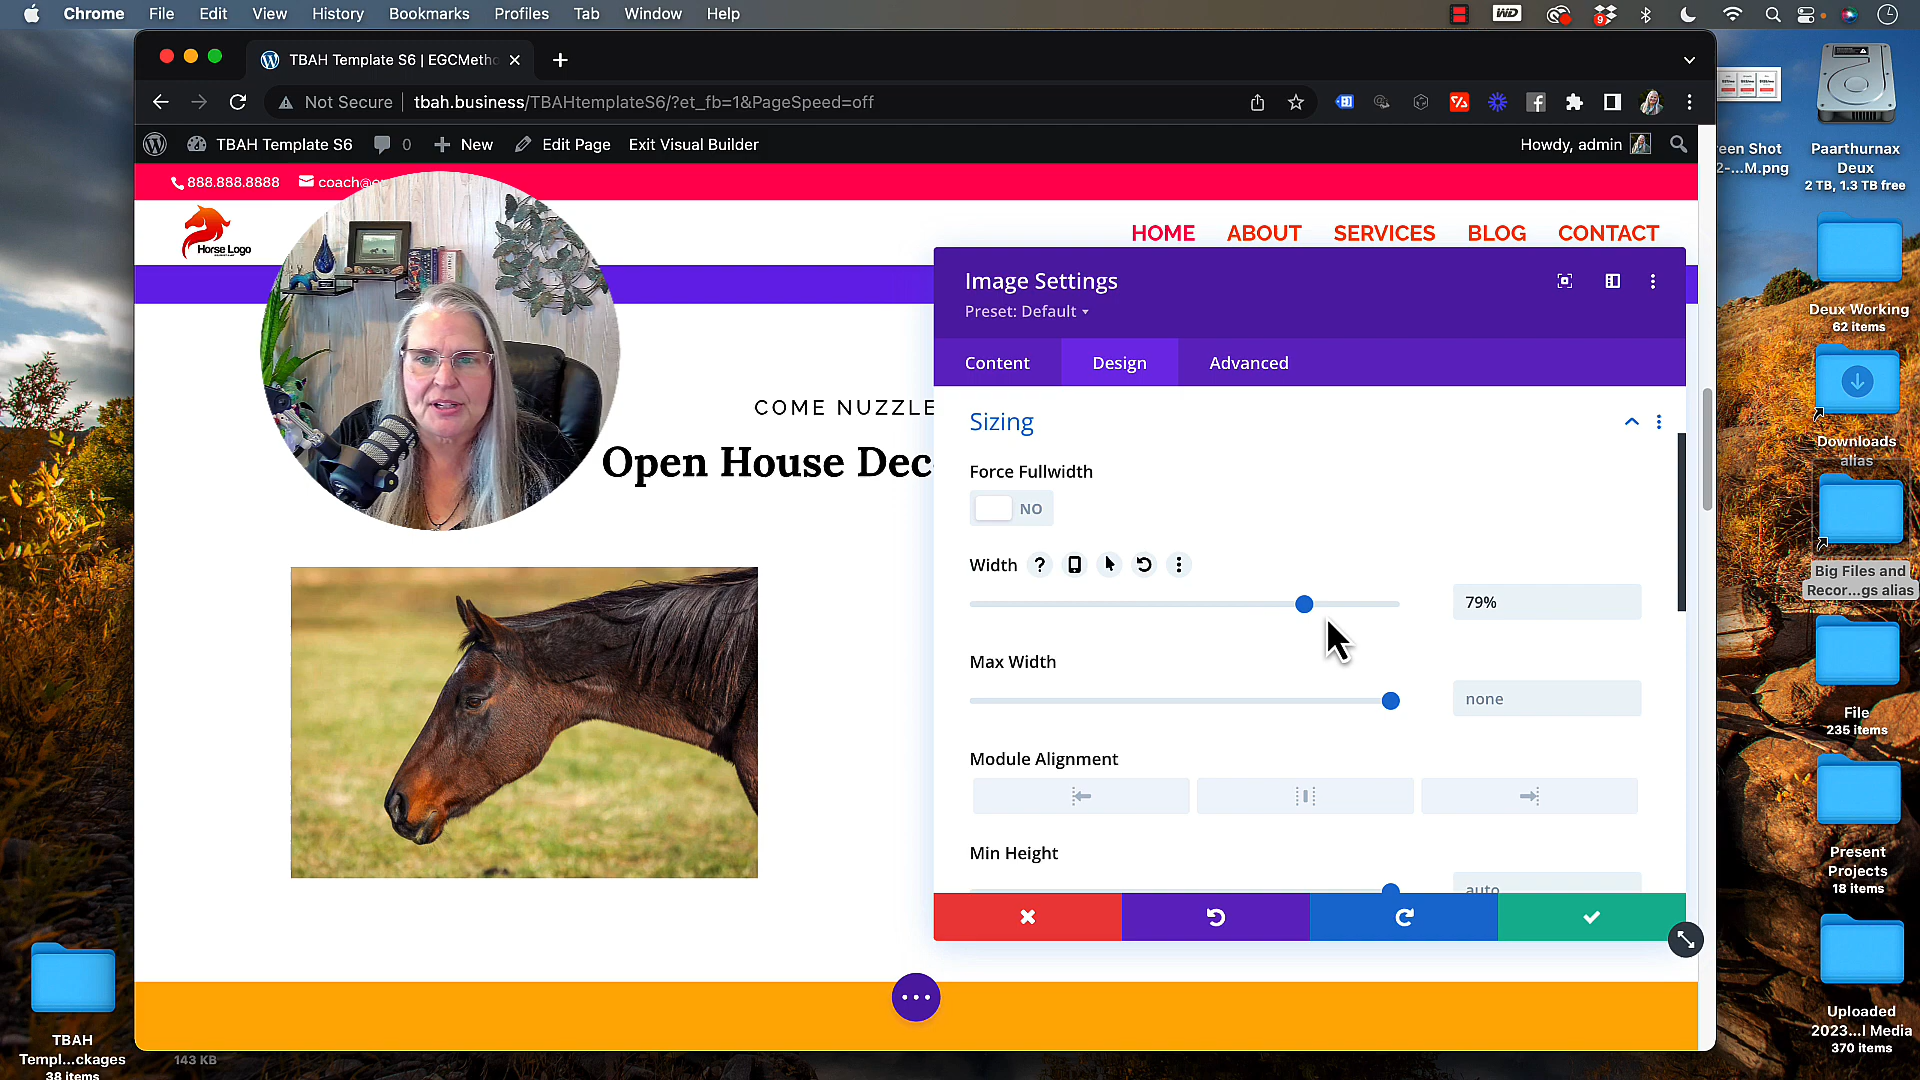 Chrome File Edit View History Bookmarks Profiles Tab Window Help
WD
9
TBAH Template S6 | EGCMetho
Not Secure tbah.business/TBAHtemplateS6/?et_fb=1&PageSpeed=off
TBAH Template S6 0 New Edit Page Exit Visual Builder Howdy, admin
888.888.8888
HOME ABOUT SERVICES BLOG CONTACT
Horse Logo
COME NUZZLE
Open House Dec
Image Settings
Preset: Default
Content Design Advanced
Sizing
Force Fullwidth
NO
Width ?
79%
Max Width
none
Module Alignment
Min Height
auto
een Shot
2-...M.png
Paarthurnax
Deux
2 TB, 1.3 TB free
Deux Working
62 items
Downloads
alias
Big Files and
Recor...gs alias
File
235 items
Present
Projects
18 items
Uploaded
2023...l Media
370 items
TBAH
Templ...ckages
38 items
143 KB